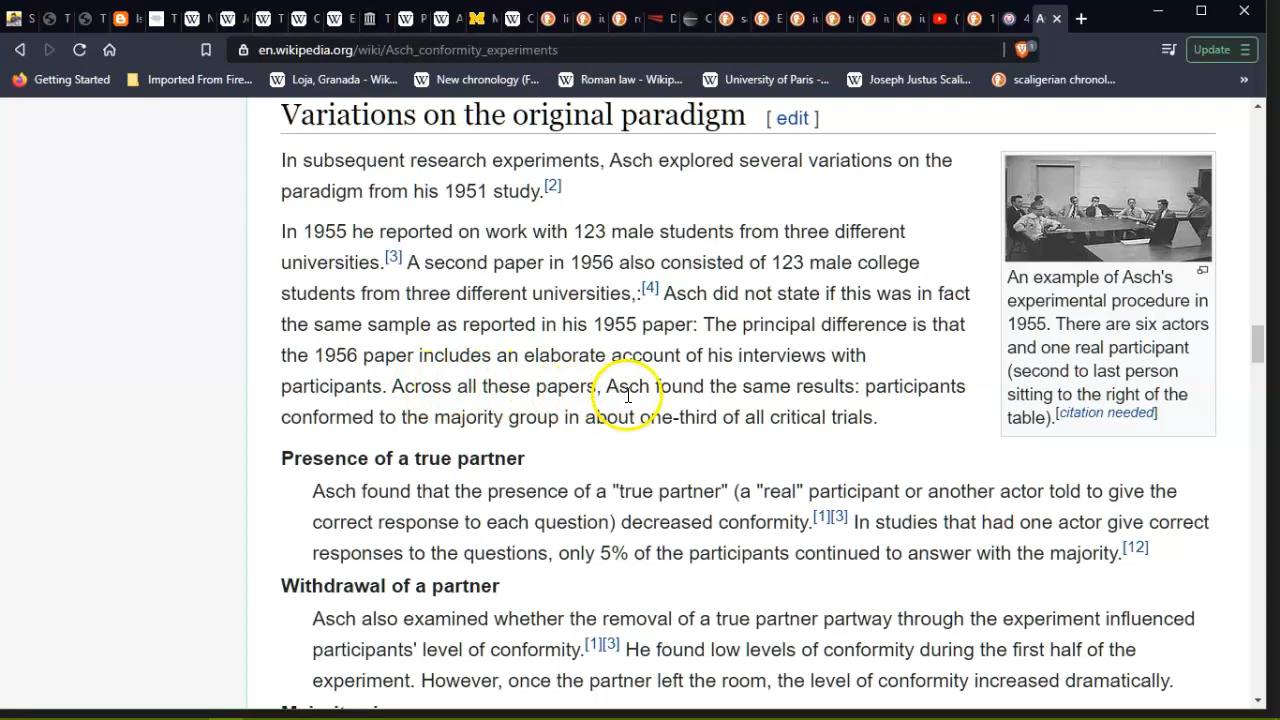 T
T
Is
T
W
W
J
W
T
W
C
W
E
T
W
P
W
A
W
C
T
4
A
en.wikipedia.org/wiki/Asch_conformity_experiments
1
Update
Getting Started
Imported From Fire...
Loja, Granada - Wik...
New chronology (F...
Roman law - Wikip...
University of Paris -...
Joseph Justus Scali...
scaligerian chronol...
»
Variations on the original paradigm [ edit ]
In subsequent research experiments, Asch explored several variations on the
paradigm from his 1951 study.[2]
In 1955 he reported on work with 123 male students from three different
universities.[3] A second paper in 1956 also consisted of 123 male college
students from three different universities,:[4] Asch did not state if this was in fact
the same sample as reported in his 1955 paper: The principal difference is that
the 1956 paper includes an elaborate account of his interviews with
participants. Across all these papers, Asch found the same results: participants
conformed to the majority group in about one-third of all critical trials.
An example of Asch's
experimental procedure in
1955. There are six actors
and one real participant
(second to last person
sitting to the right of the
table).[citation needed]
Presence of a true partner
Asch found that the presence of a "true partner" (a "real" participant or another actor told to give the
correct response to each question) decreased conformity.[1][3] In studies that had one actor give correct
responses to the questions, only 5% of the participants continued to answer with the majority.[12]
Withdrawal of a partner
Asch also examined whether the removal of a true partner partway through the experiment influenced
participants' level of conformity.[1][3] He found low levels of conformity during the first half of the
experiment. However, once the partner left the room, the level of conformity increased dramatically.